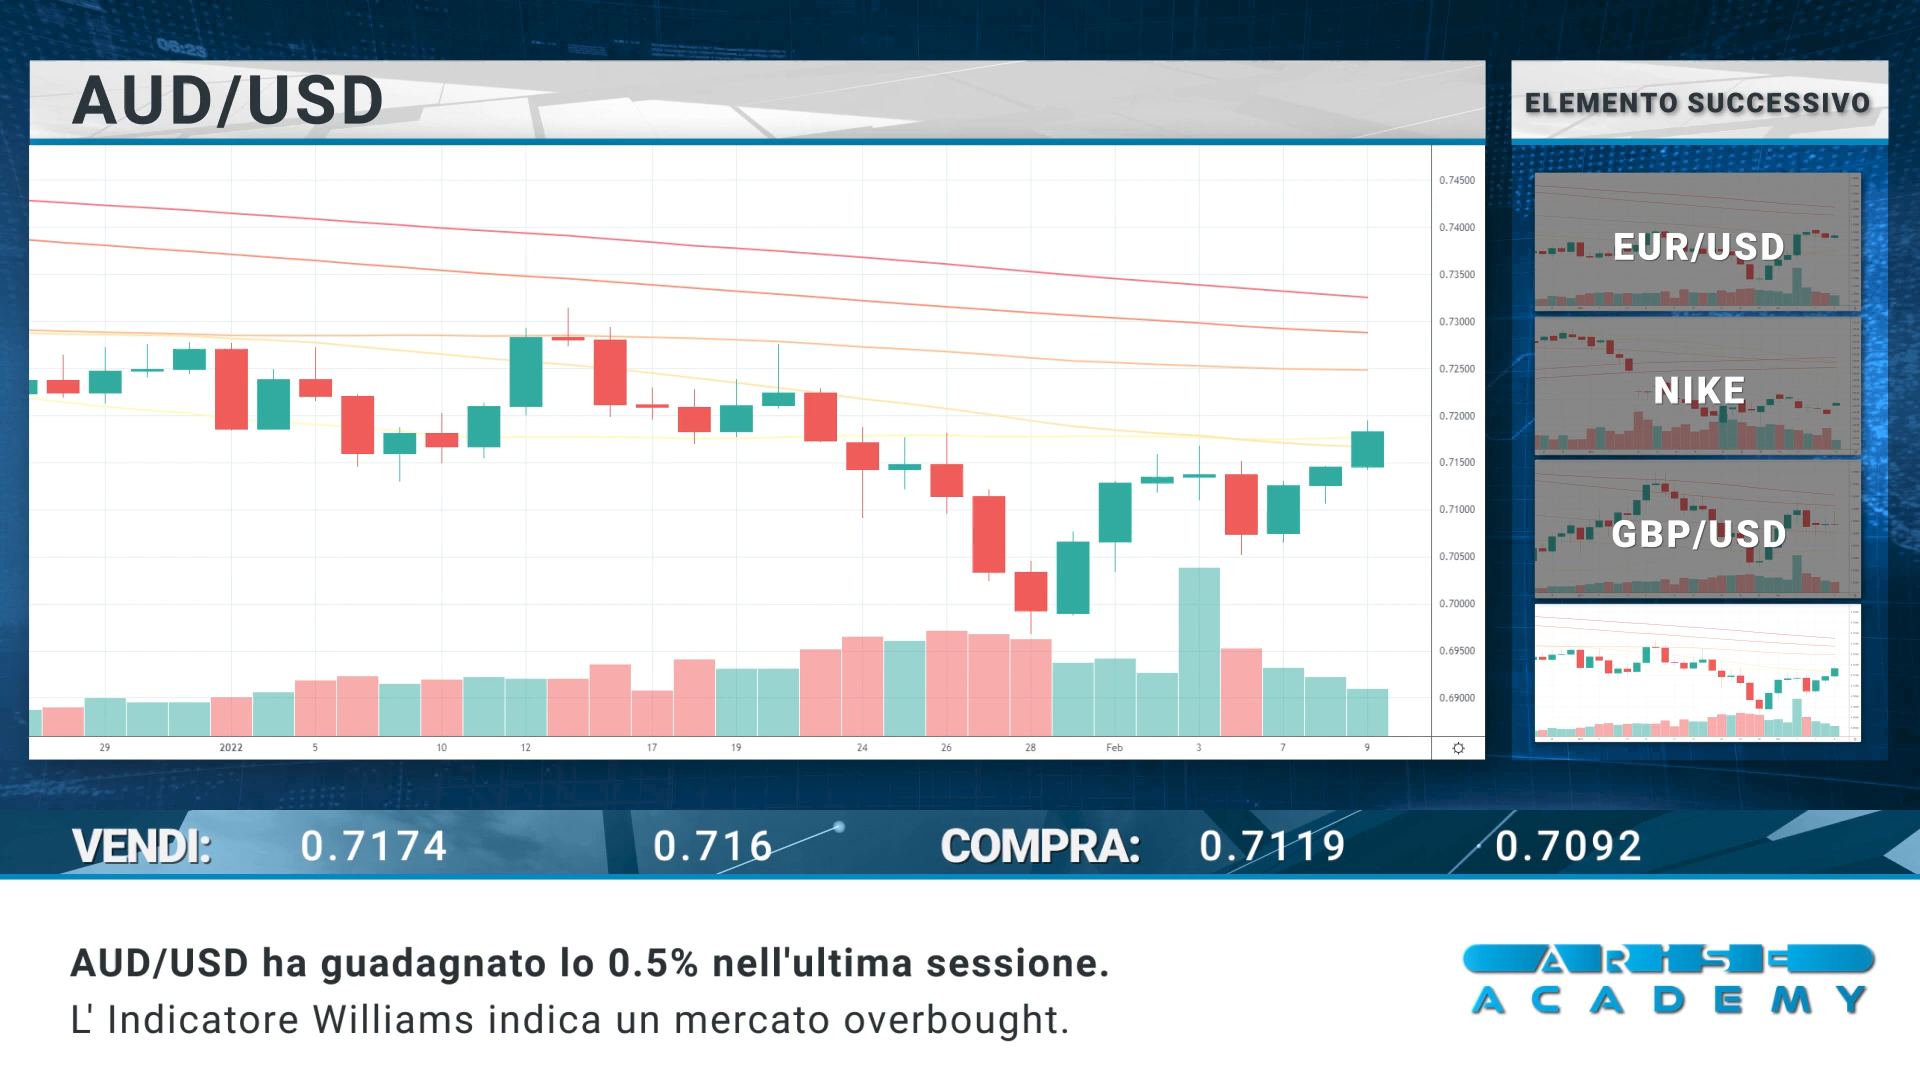 06:23
AUD/USD
ELEMENTO SUCCESSIVO
0.74500
0.74000
0.73500
0.73000
0.72500
0.72000
0.71500
0.71000
0.70500
0.70000
0.69500
0.69000
29 2022 5 10 12 17 19 24 26 28 Feb 3 7 9
EUR/USD
NIKE
GBP/USD
VENDI: 0.7174 0.716 COMPRA: 0.7119 0.7092
AUD/USD ha guadagnato lo 0.5% nell'ultima sessione.
L' Indicatore Williams indica un mercato overbought.
ARISE
ACADEMY